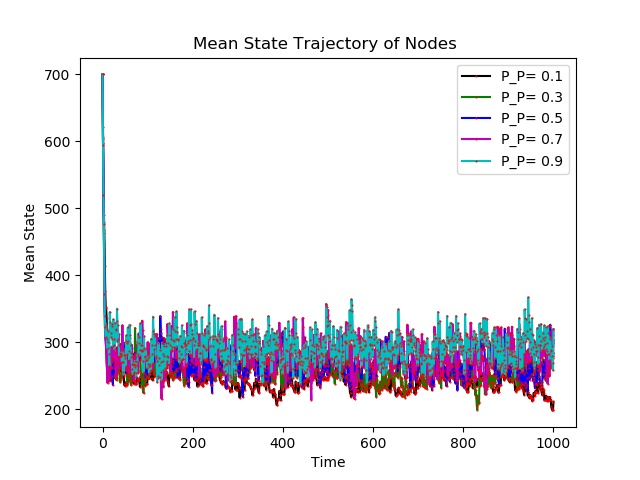 Mean State Trajectory of Nodes
P_P= 0.1
P_P= 0.3
P_P= 0.5
P_P= 0.7
P_P= 0.9
Mean State
700
600
500
400
300
200
0 200 400 600 800 1000
Time